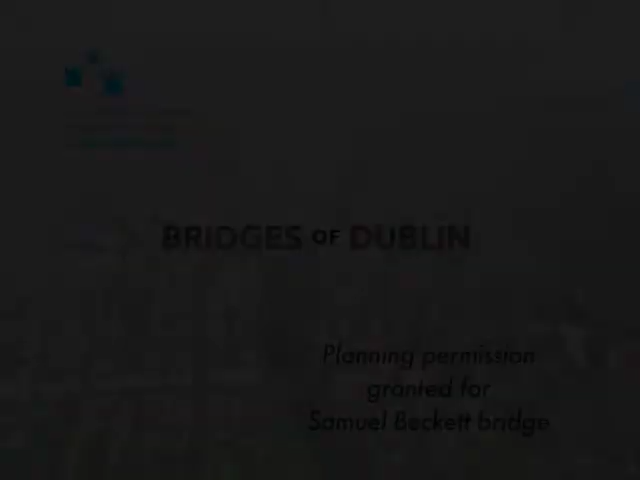 BRIDGES OF DUBLIN
Planning permission
granted for
Samuel Beckett bridge